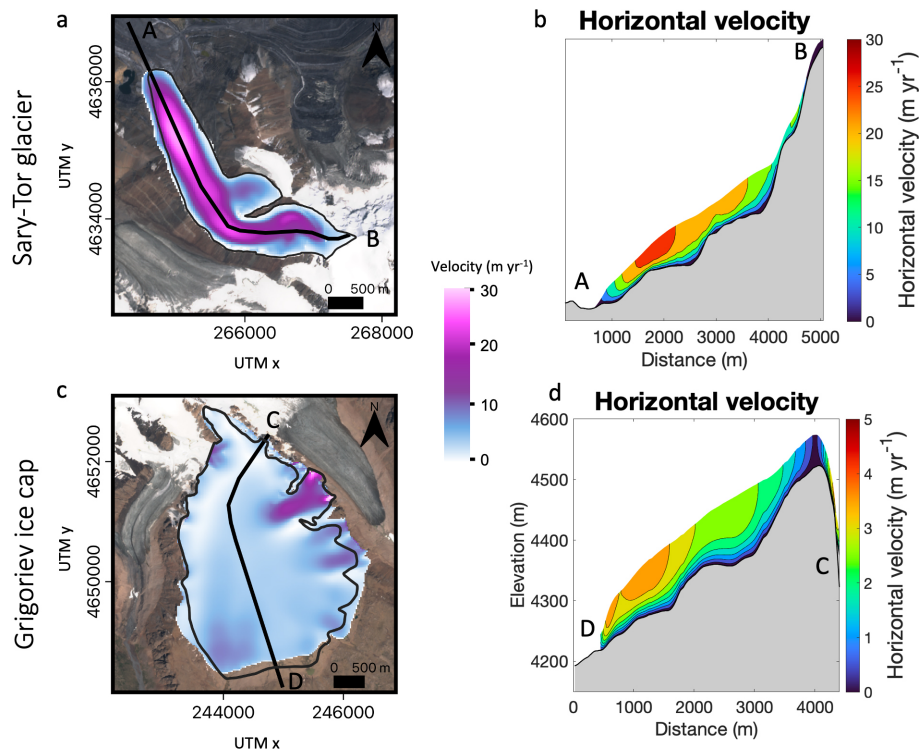 a
Sary-Tor glacier
UTM y
4636000
4634000
A
B
N
0 500 m
266000
268000
UTM x
b
Horizontal velocity
A
B
1000 2000 3000 4000 5000
Distance (m)
30
25
20
15
10
5
0
Horizontal velocity (m yr-1)
Velocity (m yr-1)
30
20
10
0
c
Grigoriev ice cap
UTM y
4652000
4650000
C
D
N
0 500 m
244000
246000
UTM x
d
Horizontal velocity
4600
4500
4400
4300
4200
Elevation (m)
D
C
0 1000 2000 3000 4000
Distance (m)
5
4
3
2
1
0
Horizontal velocity (m yr-1)